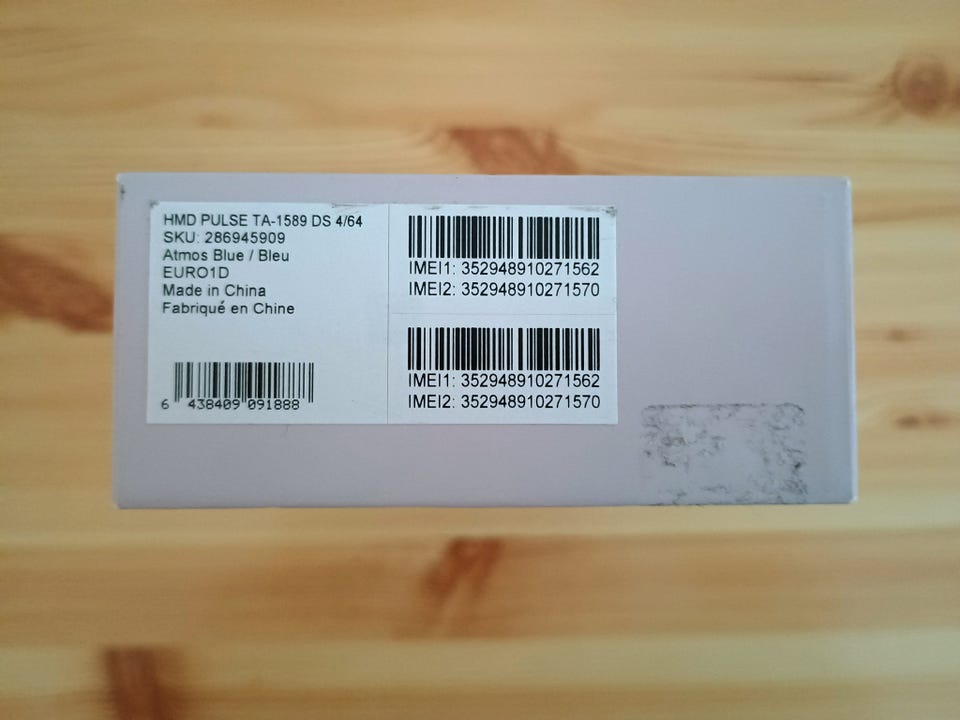 HMD PULSE TA-1589 DS 4/64
SKU: 286945909
Atmos Blue / Bleu
EURO1D
Made in China
Fabriqué en Chine
6 438409 091888
IMEI1: 352948910271562
IMEI2: 352948910271570
IMEI1: 352948910271562
IMEI2: 352948910271570